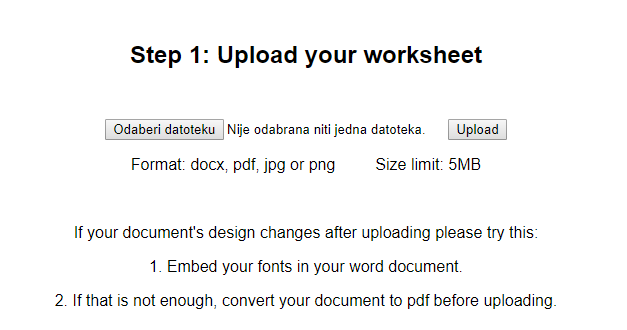 Step 1: Upload your worksheet
Odaberi datoteku Nije odabrana niti jedna datoteka. Upload
Format: docx, pdf, jpg or png Size limit: 5MB
If your document's design changes after uploading please try this:
1. Embed your fonts in your word document.
2. If that is not enough, convert your document to pdf before uploading.